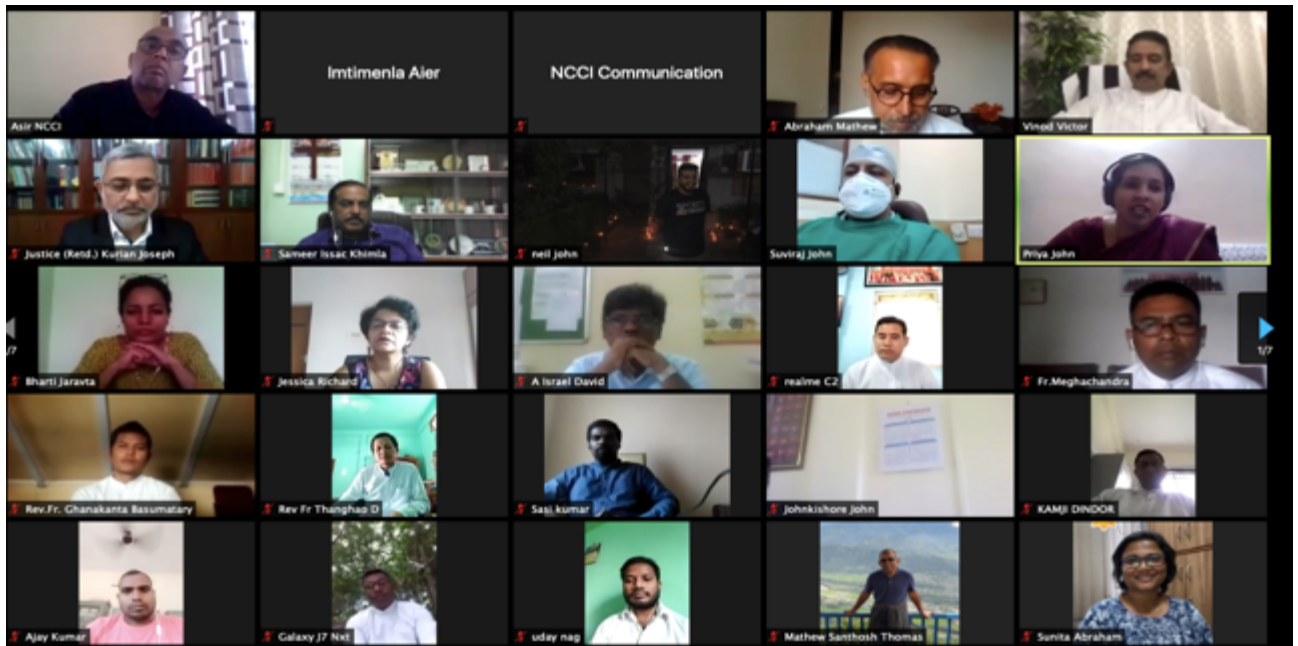 Asir NCCI
Imtimenla Aier
NCCI Communication
Abraham Mathew
Vinod Victor
Justice (Retd.) Kurian Joseph
Sameer Issac Khimla
neil john
Suviraj John
Priya John
Bharti Jaravta
Jessica Richard
A Israel David
realme C2
Fr.Meghachandra
1/7
Rev.Fr. Ghanakanta Basumatary
Rev Fr Thanghao D
Sasi kumar
Johnkishore John
KAMJI DINDOR
Ajay Kumar
Galaxy J7 Nxt
uday nag
Mathew Santhosh Thomas
Sunita Abraham